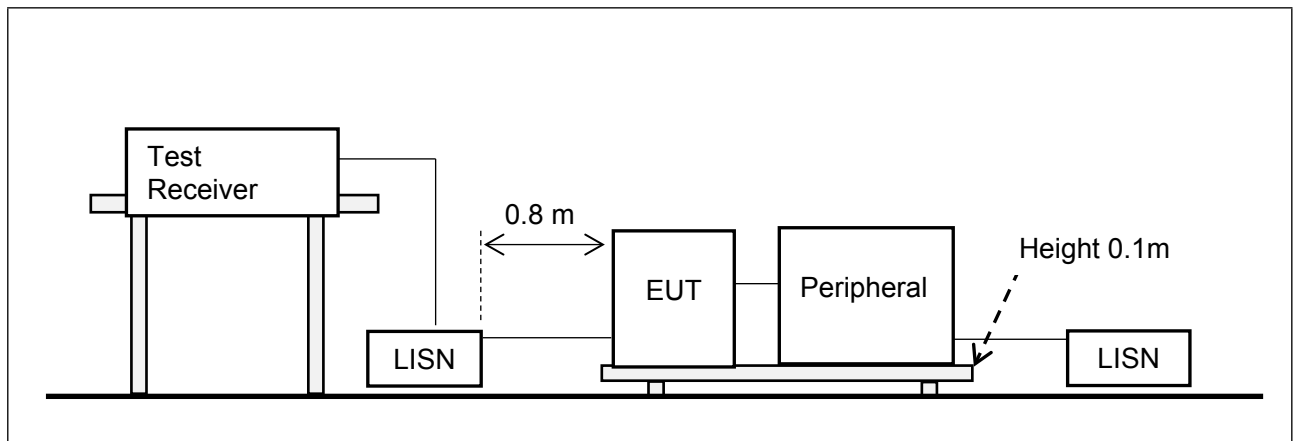 Test
Receiver
0.8 m
Height 0.1m
EUT
Peripheral
LISN
LISN